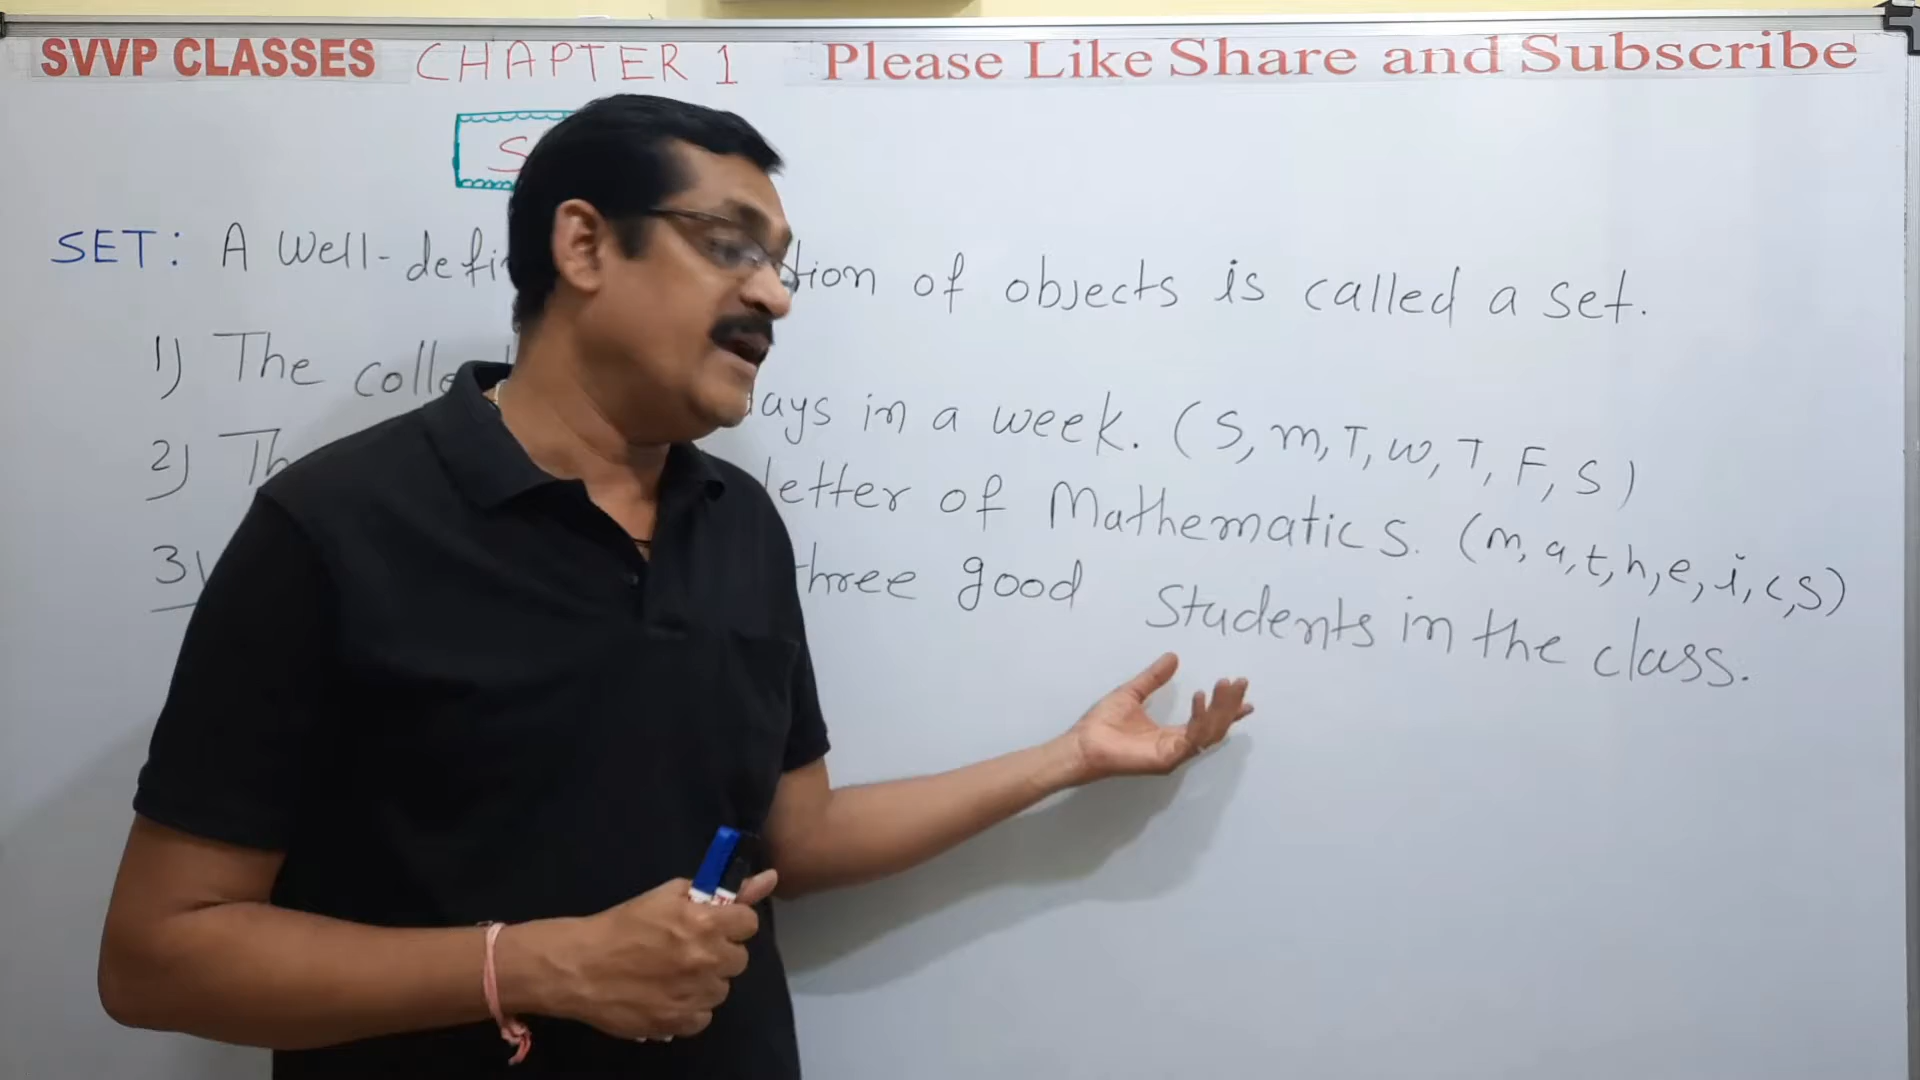 SVVP CLASSES CHAPTER 1 Please Like Share and Subscribe
SET: A well-defi tion of objects is called a set.
1) The colle days in a week. (S, M, T, W, T, F, S)
2) Th letter of Mathematics. (m, a, t, h, e, i, c, s)
3) three good students in the class.